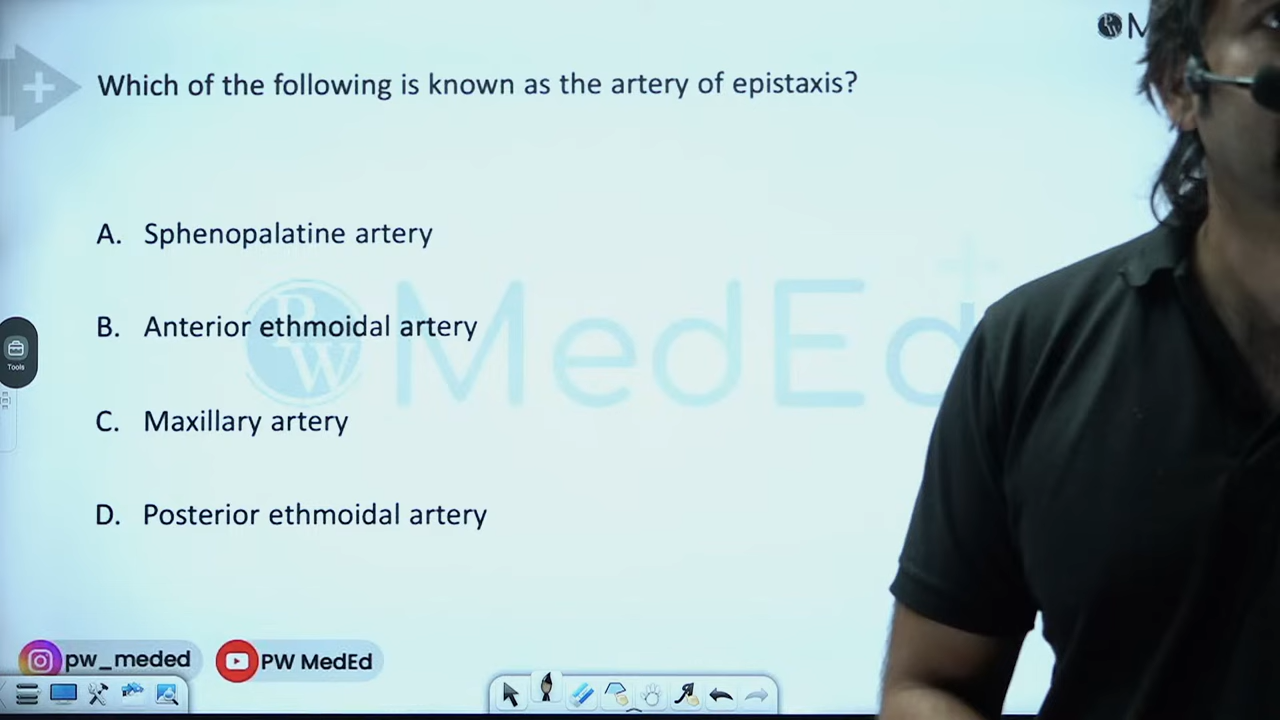 M
Which of the following is known as the artery of epistaxis?
A. Sphenopalatine artery
B. Anterior ethmoidal artery
C. Maxillary artery
D. Posterior ethmoidal artery
PW MedEd
Tools
pw_meded
PW MedEd